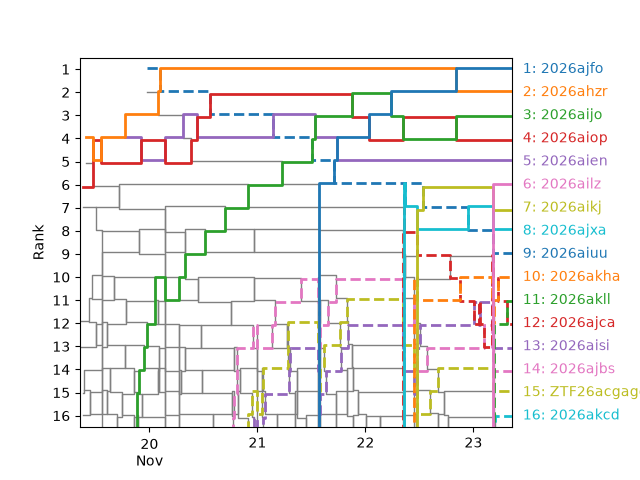 1
2
3
4
5
6
7
8
9
10
11
12
13
14
15
16
Rank
20
21
22
23
Nov
1: 2026ajfo
2: 2026ahzr
3: 2026aijo
4: 2026aiop
5: 2026aien
6: 2026ailz
7: 2026aikj
8: 2026ajxa
9: 2026aiuu
10: 2026akha
11: 2026akll
12: 2026ajca
13: 2026aisi
14: 2026ajbs
15: ZTF26acgag
16: 2026akcd